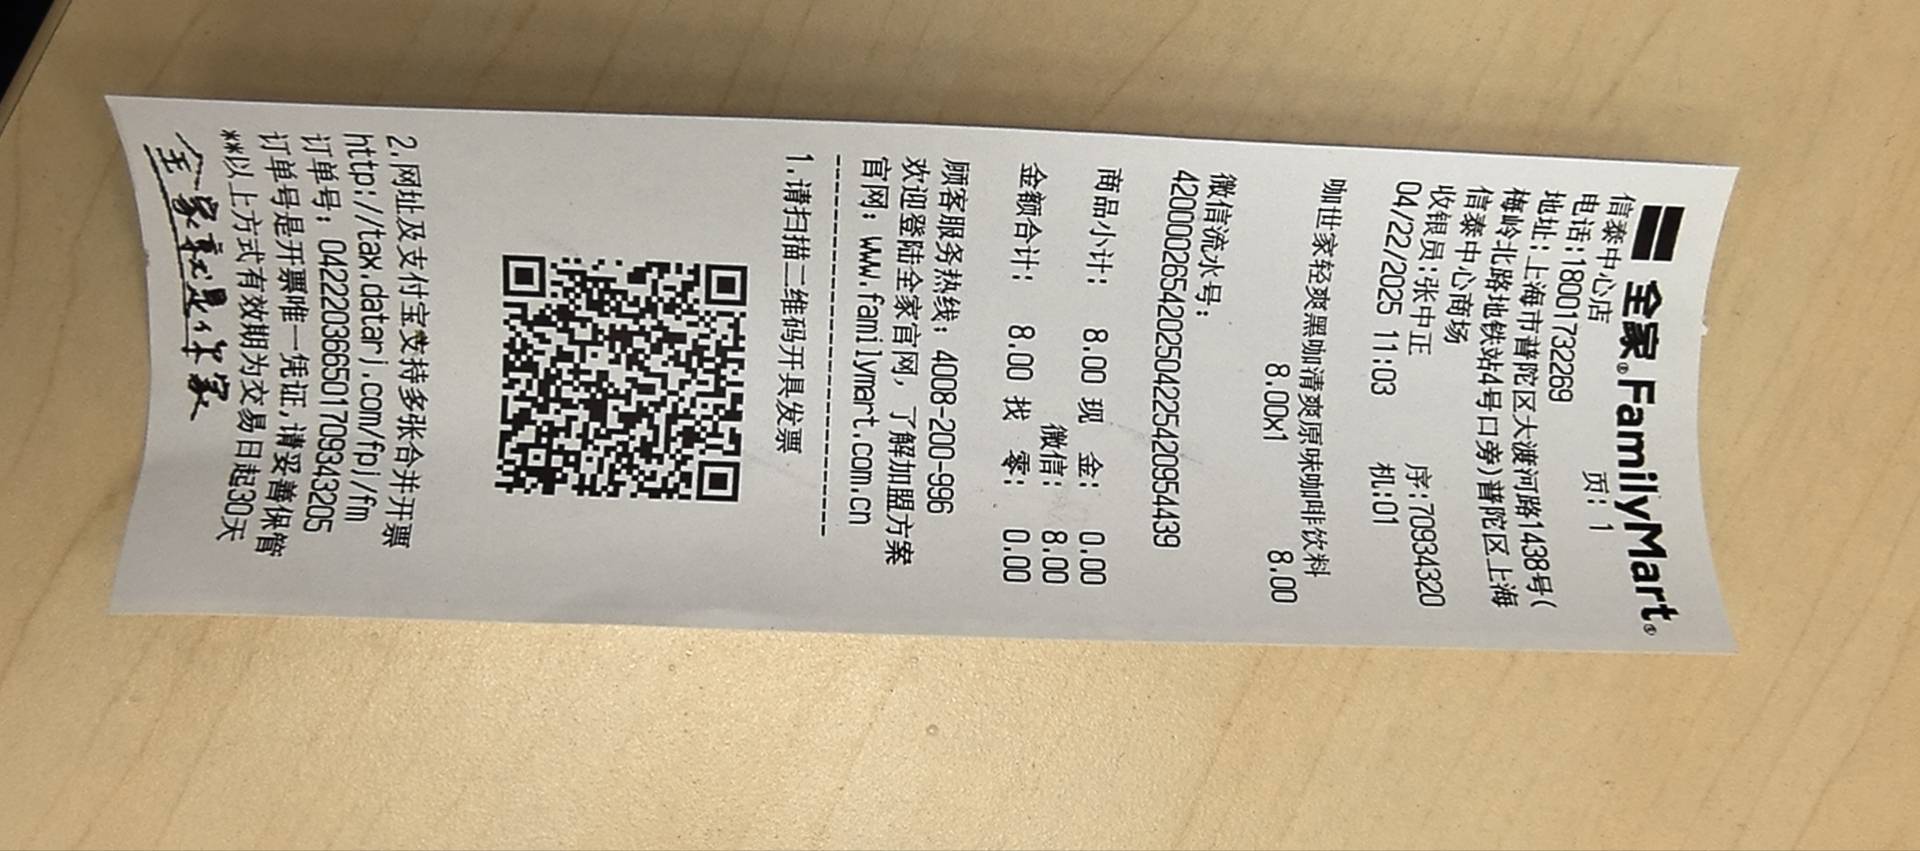 全家®FamilyMart®
信泰中心店 页:1
电话:18001732269
地址:上海市普陀区大渡河路1438号(
梅岭北路地铁站4号口旁)普陀区上海
信泰中心商场
收银员:张中正 序:70934320
04/22/2025 11:03 机:01
咖世家轻爽黑咖清爽原味咖啡饮料
8.00x1 8.00
微信流水号:
4200002654202504225420954439
商品小计: 8.00 现 金: 0.00
微信: 8.00
金额合计: 8.00 找 零: 0.00
顾客服务热线: 4008-200-996
欢迎登陆全家官网, 了解加盟方案
官网: www.familymart.com.cn
--------------------------------
1.请扫描二维码开具发票
2.网址及支付宝支持多张合并开票
http://tax.datarj.com/fpj/fm
订单号: 042220366501709343205
订单号是开票唯一凭证,请妥善保管
**以上方式有效期为交易日起30天
全家就是你家